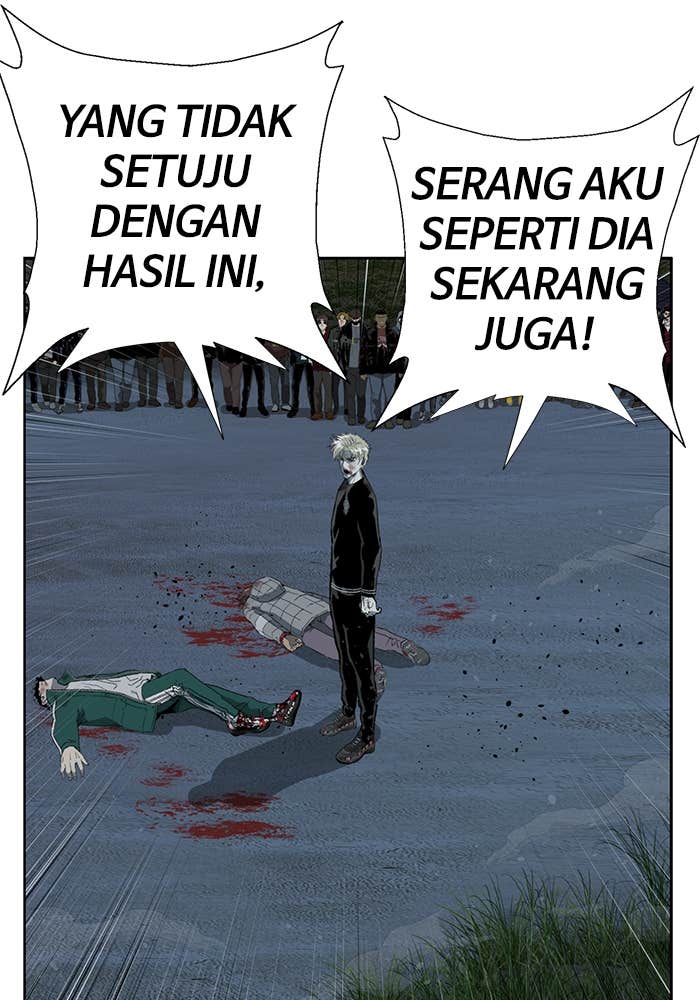 YANG TIDAK
SETUJU
DENGAN
HASIL INI,
SERANG AKU
SEPERTI DIA
SEKARANG
JUGA!